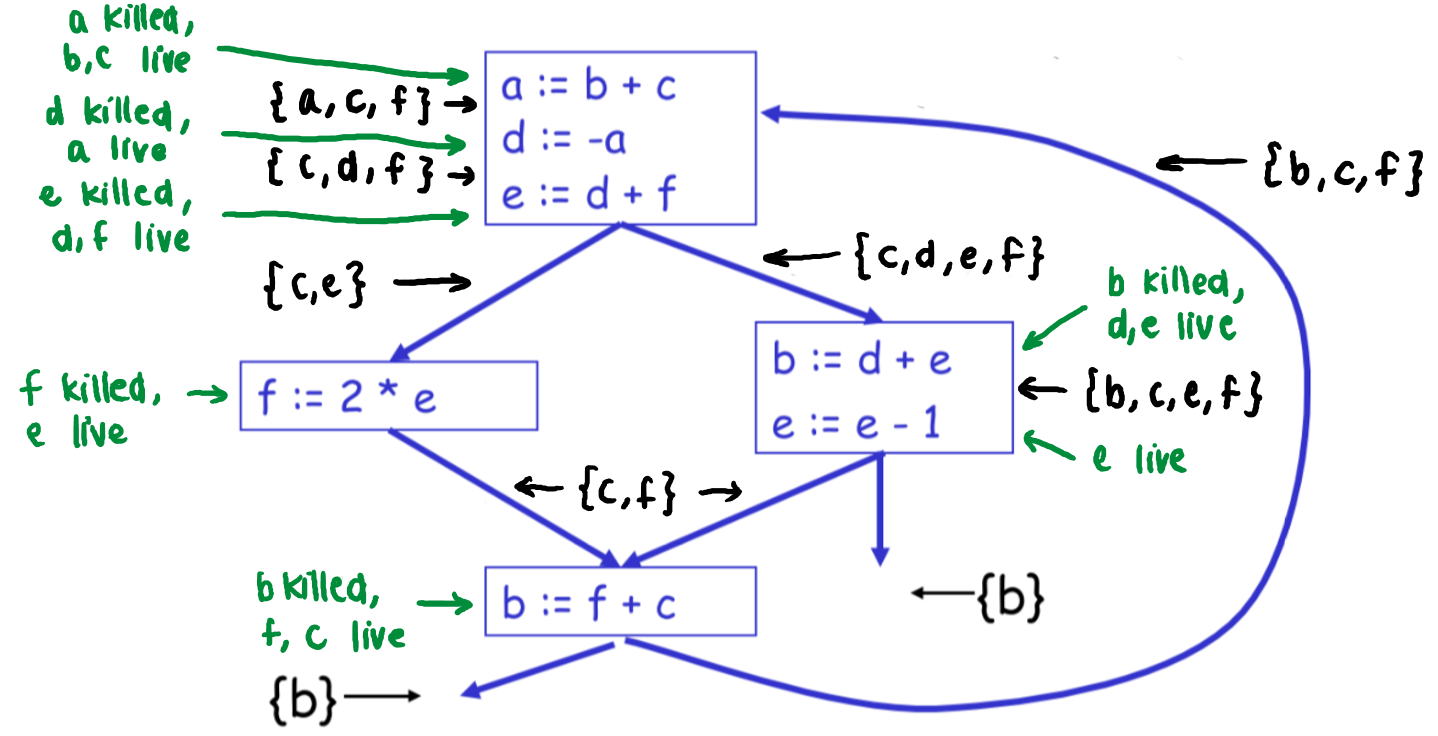 a killed,
b,c live
a := b + c
{a, c, f}
d killed,
a live
d := -a
{c, d, f}
e killed,
d, f live
e := d + f
{b, c, f}
{c,e}
{c,d,e,f}
b killed,
d,e live
f killed,
e live
f := 2 * e
b := d + e
{b, c, e, f}
e := e - 1
e live
{c,f}
b killed,
f, c live
b := f + c
{b}
{b}